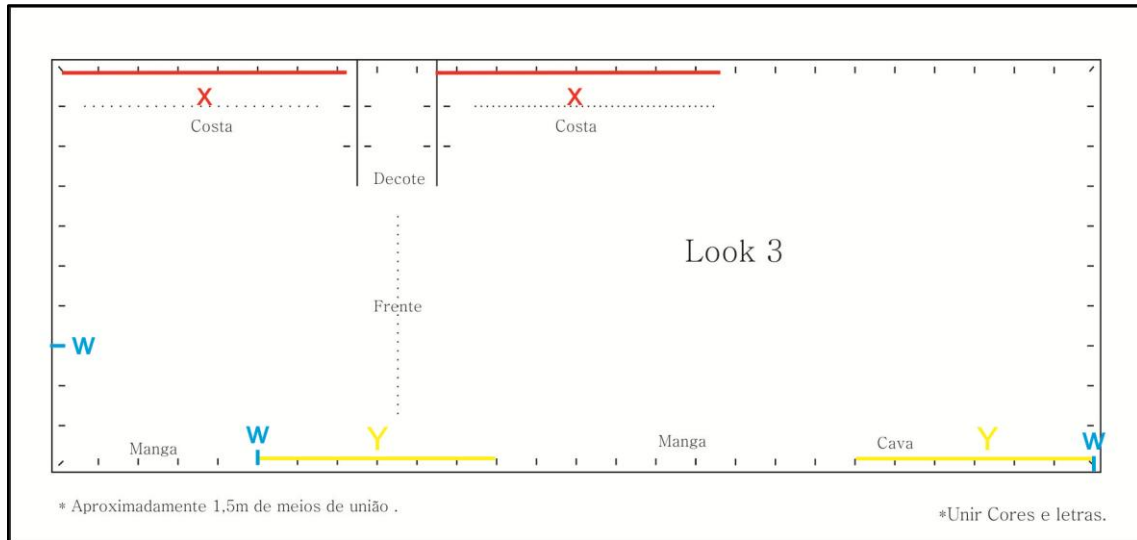 X
X
Costa
Costa
Decote
Look 3
Frente
W
W
Y
Manga
Manga
Cava
Y
W
* Aproximadamente 1,5m de meios de união .
*Unir Cores e letras.